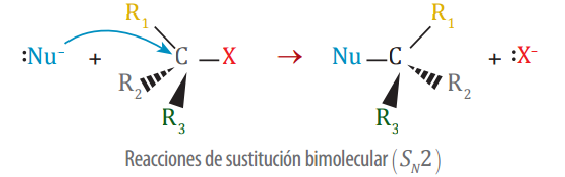 R₁ R₁
:Nu⁻ + C — X → Nu — C + :X⁻
R₂ R₂
R₃ R₃
Reacciones de sustitución bimolecular (S_N2)